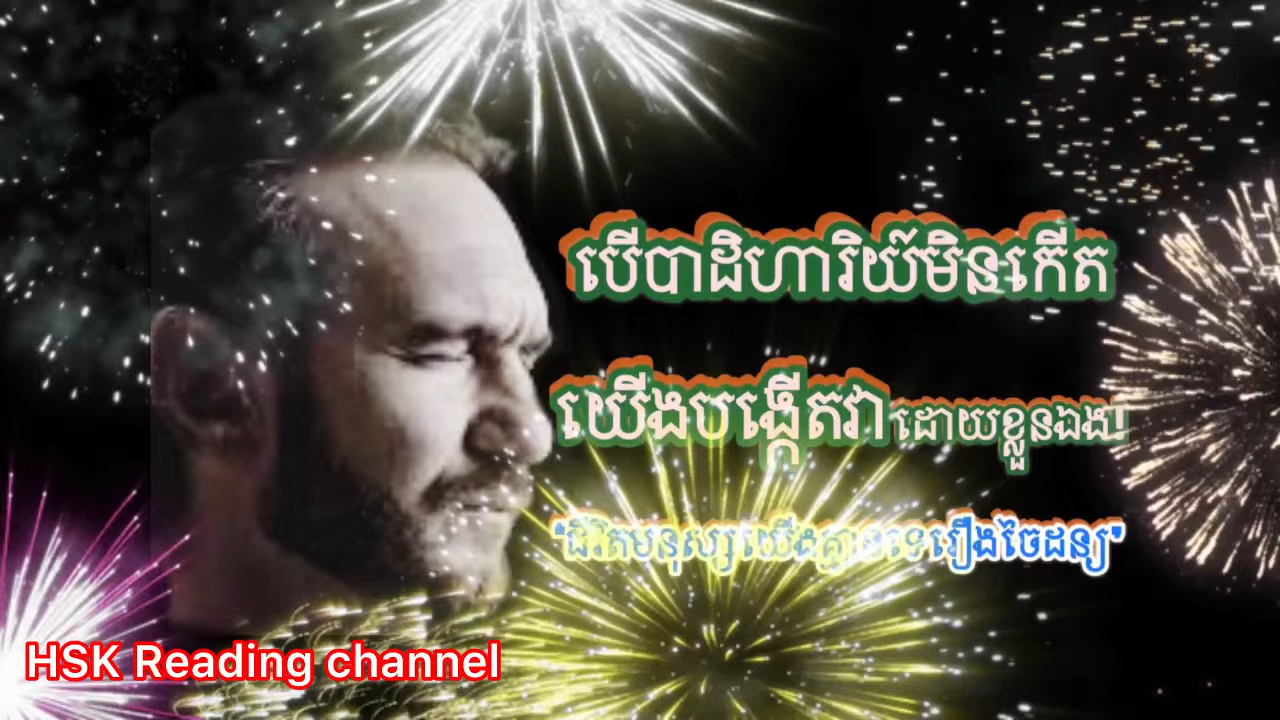 បើបាដិហារិយ៍មិនកើត
យើងបង្កើតវា ដោយខ្លួនឯង!
"ជីវិតមនុស្សយើងគ្មានទេរឿងចៃដន្យ"
HSK Reading channel